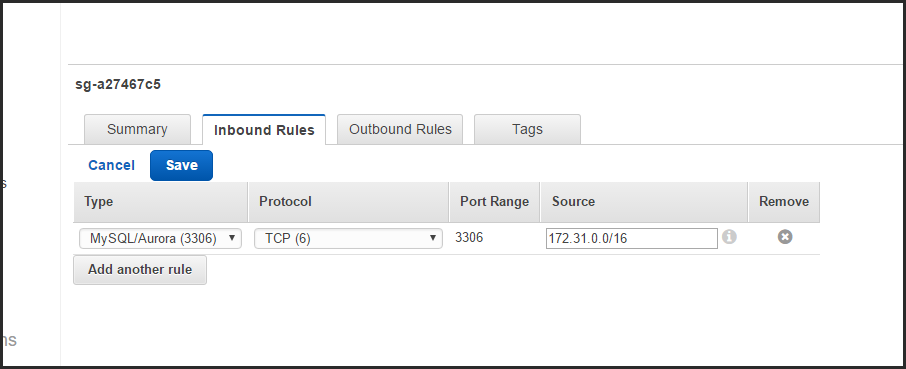 sg-a27467c5
Summary Inbound Rules Outbound Rules Tags
Cancel Save
Type Protocol Port Range Source Remove
MySQL/Aurora (3306) TCP (6) 3306 172.31.0.0/16
Add another rule